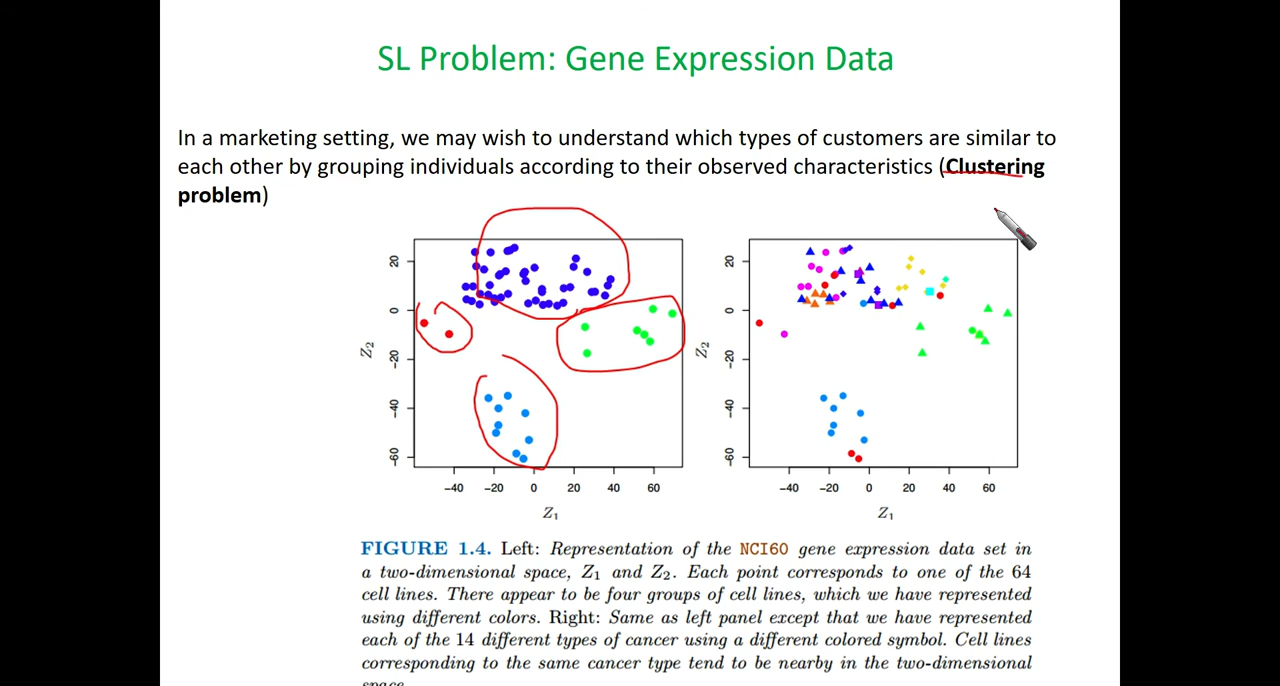 SL Problem: Gene Expression Data
In a marketing setting, we may wish to understand which types of customers are similar to
each other by grouping individuals according to their observed characteristics (Clustering
problem)
20
0
−20
−40
−60
Z2
−40 −20 0 20 40 60
Z1
20
0
−20
−40
−60
Z2
−40 −20 0 20 40 60
Z1
FIGURE 1.4. Left: Representation of the NCI60 gene expression data set in
a two-dimensional space, Z1 and Z2. Each point corresponds to one of the 64
cell lines. There appear to be four groups of cell lines, which we have represented
using different colors. Right: Same as left panel except that we have represented
each of the 14 different types of cancer using a different colored symbol. Cell lines
corresponding to the same cancer type tend to be nearby in the two-dimensional
space.